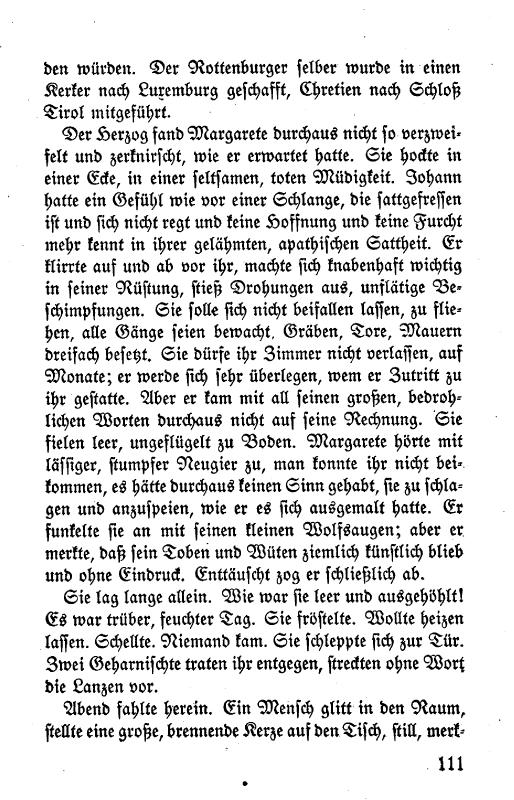 den würden. Der Rottenburger selber wurde in einen
Kerker nach Luxemburg geschafft, Chretien nach Schloß
Tirol mitgeführt.
Der Herzog fand Margarete durchaus nicht so verzwei-
felt und zerknirscht, wie er erwartet hatte. Sie hockte in
einer Ecke, in einer seltsamen, toten Müdigkeit. Johann
hatte ein Gefühl wie vor einer Schlange, die sattgefressen
ist und sich nicht regt und keine Hoffnung und keine Furcht
mehr kennt in ihrer gelähmten, apathischen Sattheit. Er
klirrte auf und ab vor ihr, machte sich knabenhaft wichtig
in seiner Rüstung, stieß Drohungen aus, unflätige Be-
schimpfungen. Sie solle sich nicht beifallen lassen, zu flie-
hen, alle Gänge seien bewacht, Gräben, Tore, Mauern
dreifach besetzt. Sie dürfe ihr Zimmer nicht verlassen, auf
Monate; er werde sich sehr überlegen, wem er Zutritt zu
ihr gestatte. Aber er kam mit all seinen großen, bedroh-
lichen Worten durchaus nicht auf seine Rechnung. Sie
fielen leer, ungeflügelt zu Boden. Margarete hörte mit
lässiger, stumpfer Neugier zu, man konnte ihr nicht bei-
kommen, es hätte durchaus keinen Sinn gehabt, sie zu schla-
gen und anzuspeien, wie er es sich ausgemalt hatte. Er
funkelte sie an mit seinen kleinen Wolfsaugen; aber er
merkte, daß sein Toben und Wüten ziemlich künstlich blieb
und ohne Eindruck. Enttäuscht zog er schließlich ab.
Sie lag lange allein. Wie war sie leer und ausgehöhlt!
Es war trüber, feuchter Tag. Sie fröstelte. Wollte heizen
lassen. Schellte. Niemand kam. Sie schleppte sich zur Tür.
Zwei Geharnischte traten ihr entgegen, streckten ohne Wort
die Lanzen vor.
Abend fahlte herein. Ein Mensch glitt in den Raum,
stellte eine große, brennende Kerze auf den Tisch, still, merk-
111